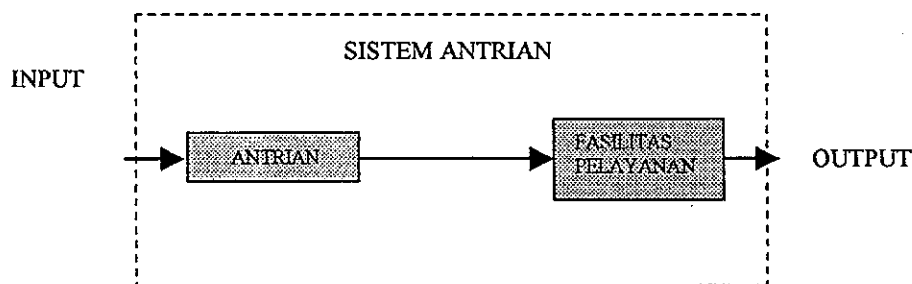 SISTEM ANTRIAN
INPUT
ANTRIAN
FASILITAS
PELAYANAN
OUTPUT